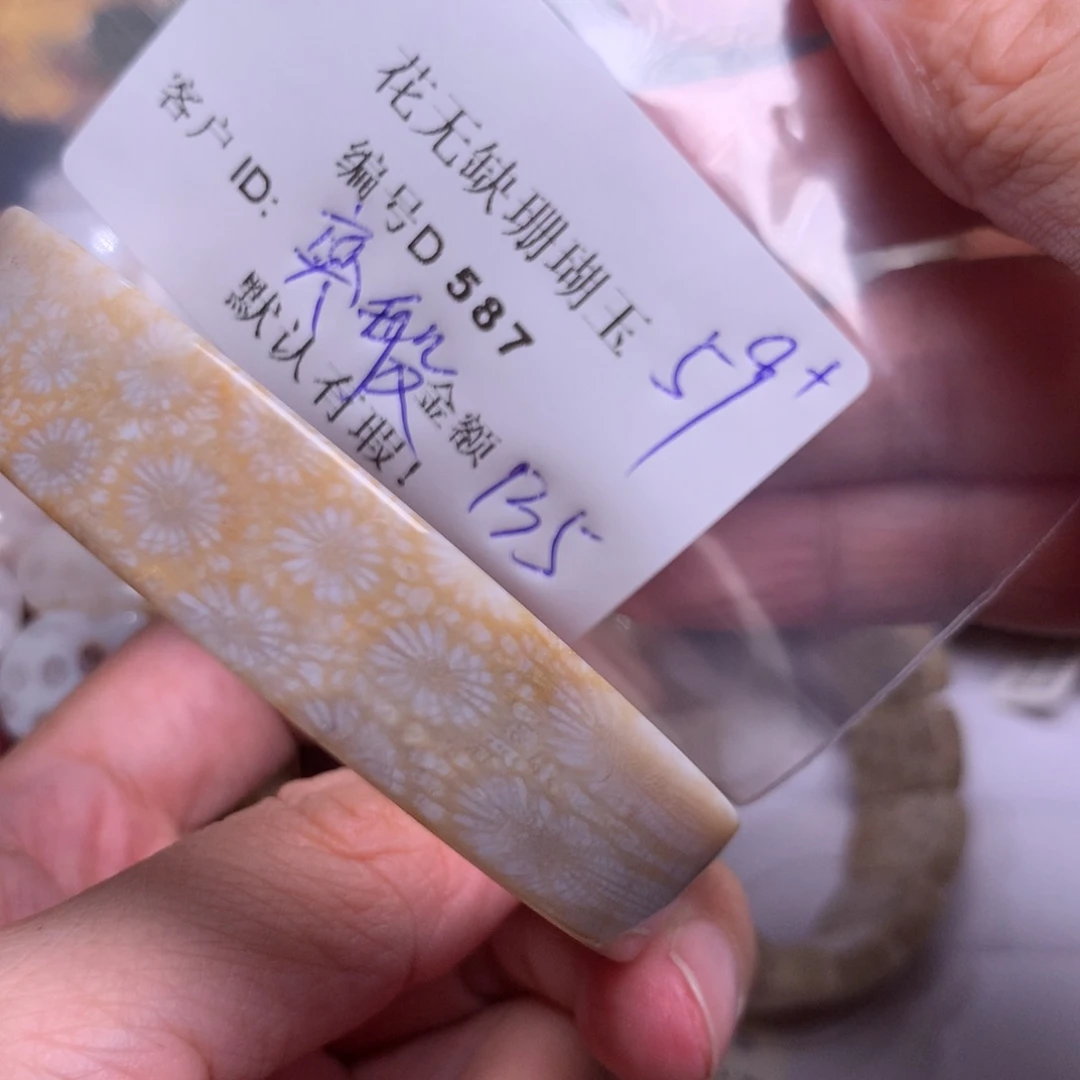 花无缺珊瑚玉 59+
编号D 587
客户ID: 金额 135
默认有瑕!